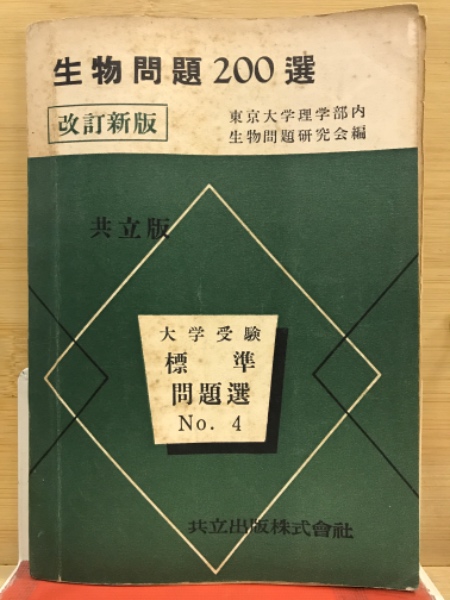 生物問題200選
改訂新版
東京大学理学部内
生物問題研究会編
共立版
大学受験
標準
問題選
No. 4
共立出版株式會社